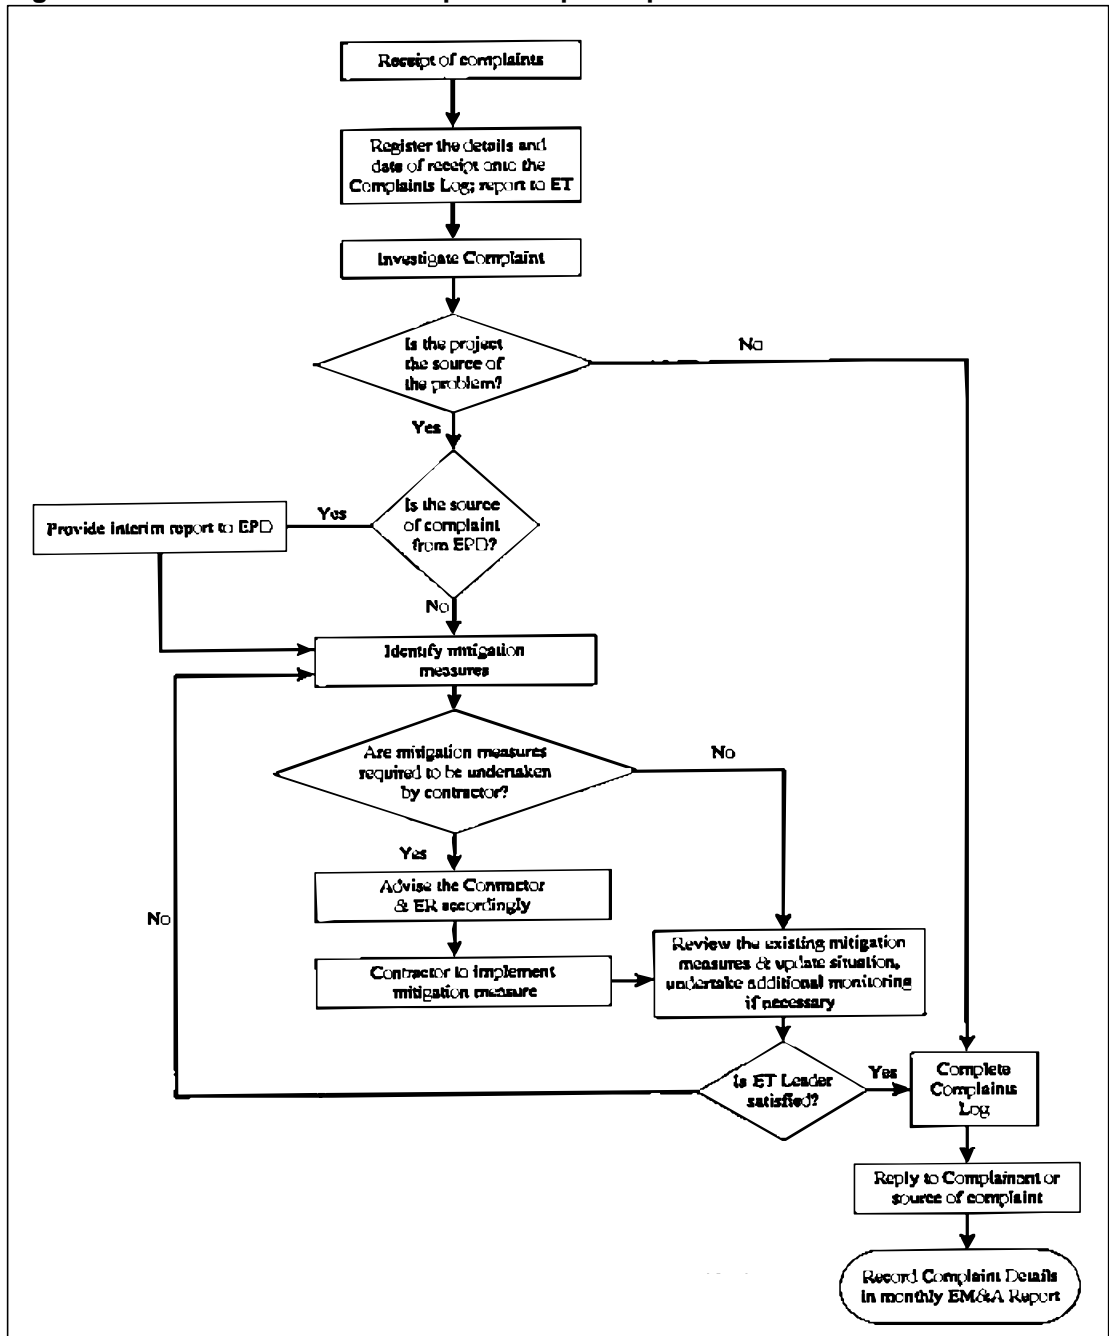 Receipt of complaints
Register the details and
date of receipt onto the
Complaints Log; report to ET
Investigate Complaint
Is the project
the source of
the problem?
No
Yes
Is the source
of complaint
from EPD?
Yes
Provide interim report to EPD
No
Identify mitigation
measures
Are mitigation measures
required to be undertaken
by contractor?
No
Yes
Advise the Contractor
& ER accordingly
No
Contractor to implement
mitigation measure
Review the existing mitigation
measures & update situation,
undertake additional monitoring
if necessary
Is ET Leader
satisfied?
Yes
Complete
Complaints
Log
Reply to Complainant or
source of complaint
Record Complaint Details
in monthly EM&A Report